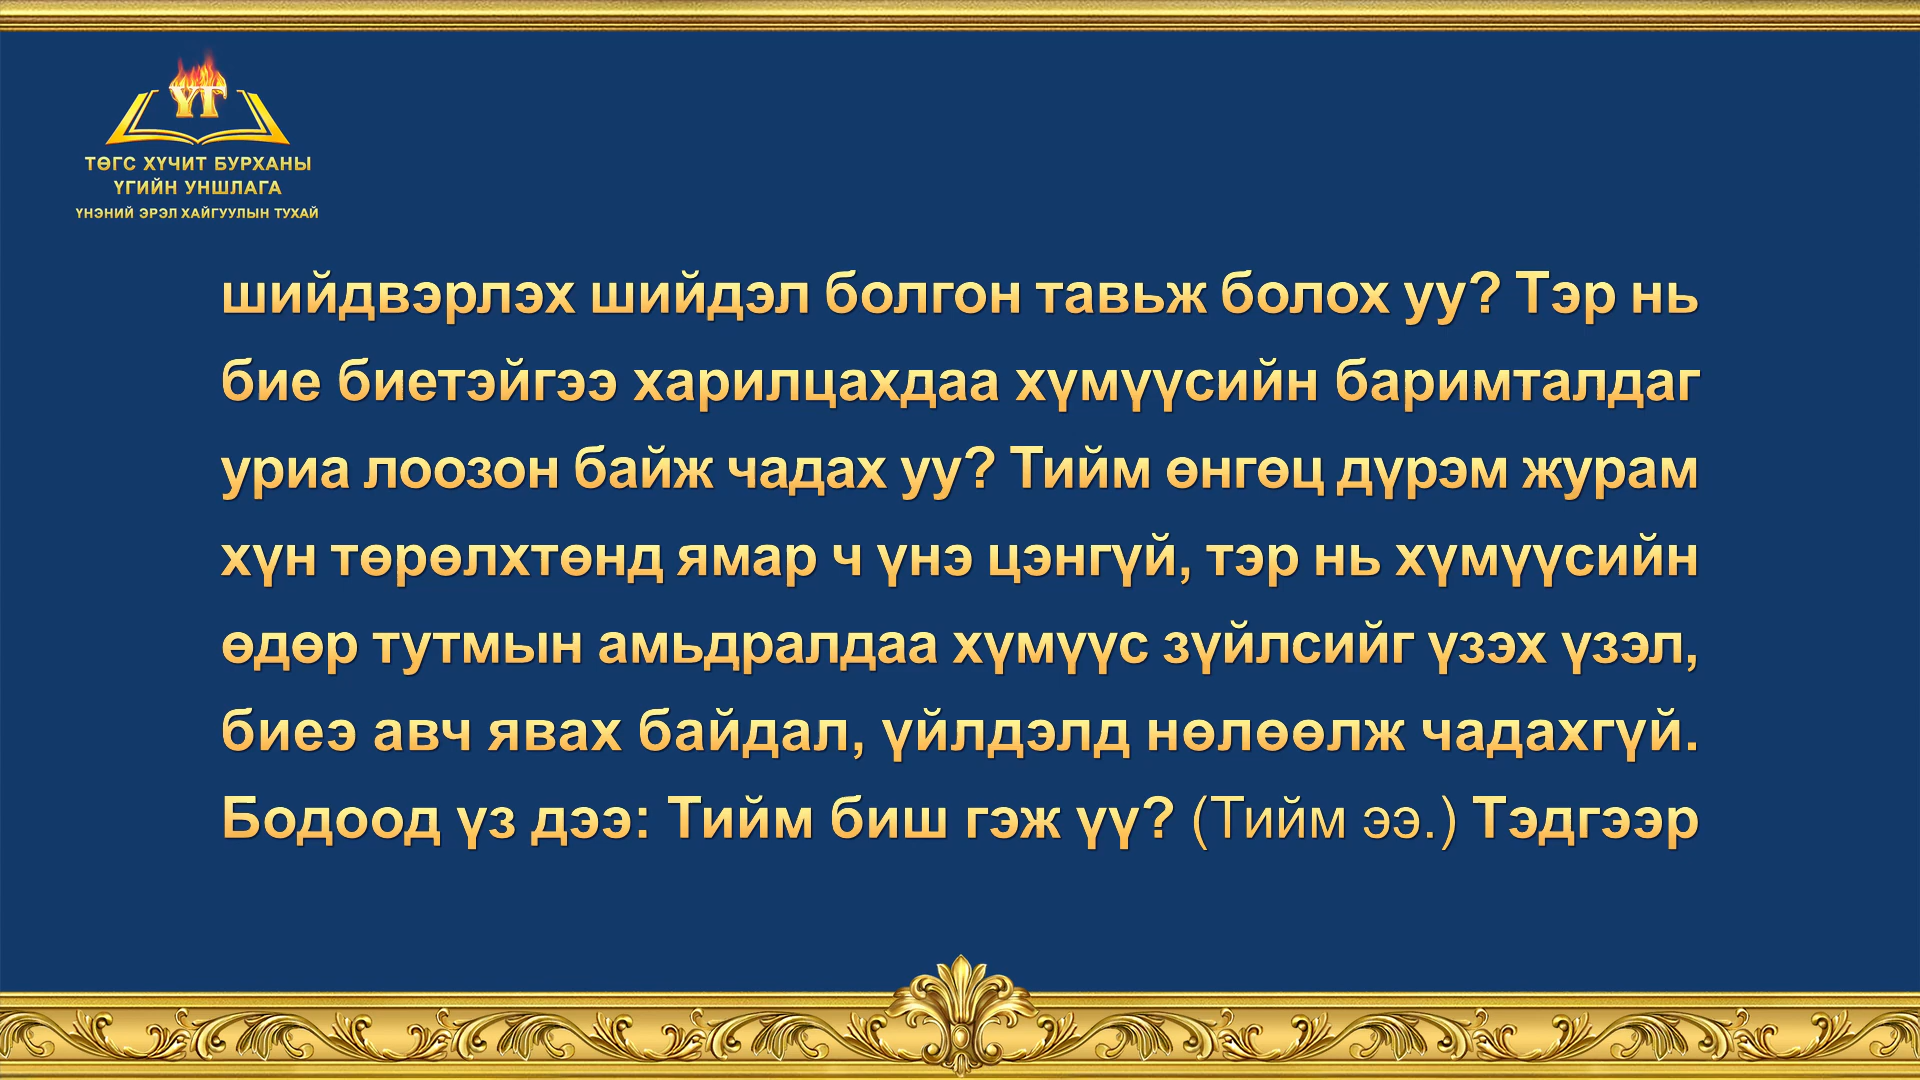 ҮГ
ТӨГС ХҮЧИТ БУРХАНЫ
ҮГИЙН УНШЛАГА
ҮНЭНИЙ ЭРЭЛ ХАЙГУУЛЫН ТУХАЙ
шийдвэрлэх шийдэл болгон тавьж болох уу? Тэр нь
бие биетэйгээ харилцахдаа хүмүүсийн баримталдаг
уриа лоозон байж чадах уу? Тийм өнгөц дүрэм журам
хүн төрөлхтөнд ямар ч үнэ цэнгүй, тэр нь хүмүүсийн
өдөр тутмын амьдралдаа хүмүүс зүйлсийг үзэх үзэл,
биеэ авч явах байдал, үйлдэлд нөлөөлж чадахгүй.
Бодоод үз дээ: Тийм биш гэж үү? (Тийм ээ.) Тэдгээр